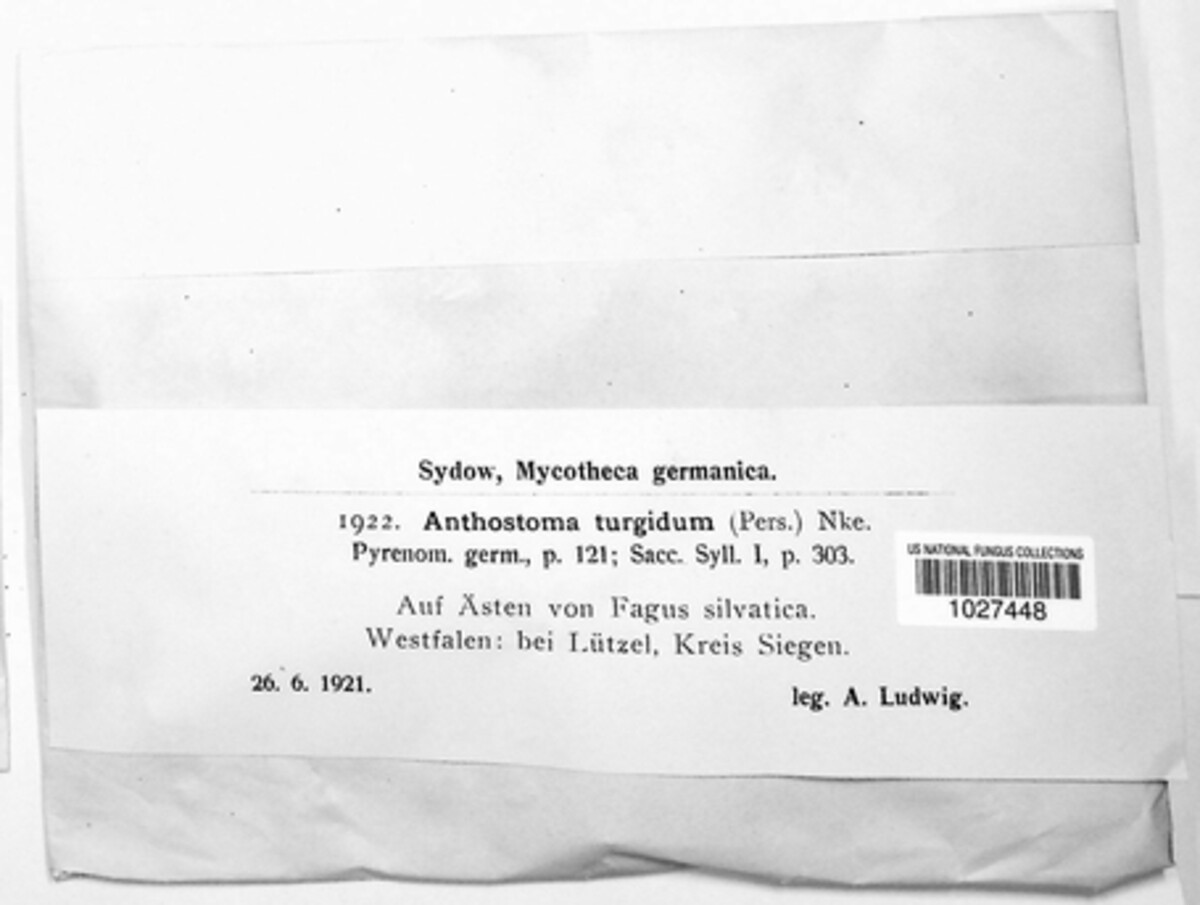 Sydow, Mycotheca germanica.
1922. Anthostoma turgidum (Pers.) Nke.
Pyrenom. germ., p. 121; Sacc. Syll. I, p. 303.
Auf Ästen von Fagus silvatica.
Westfalen: bei Lützel, Kreis Siegen.
26. 6. 1921.
leg. A. Ludwig.
US NATIONAL FUNGUS COLLECTIONS
1027448